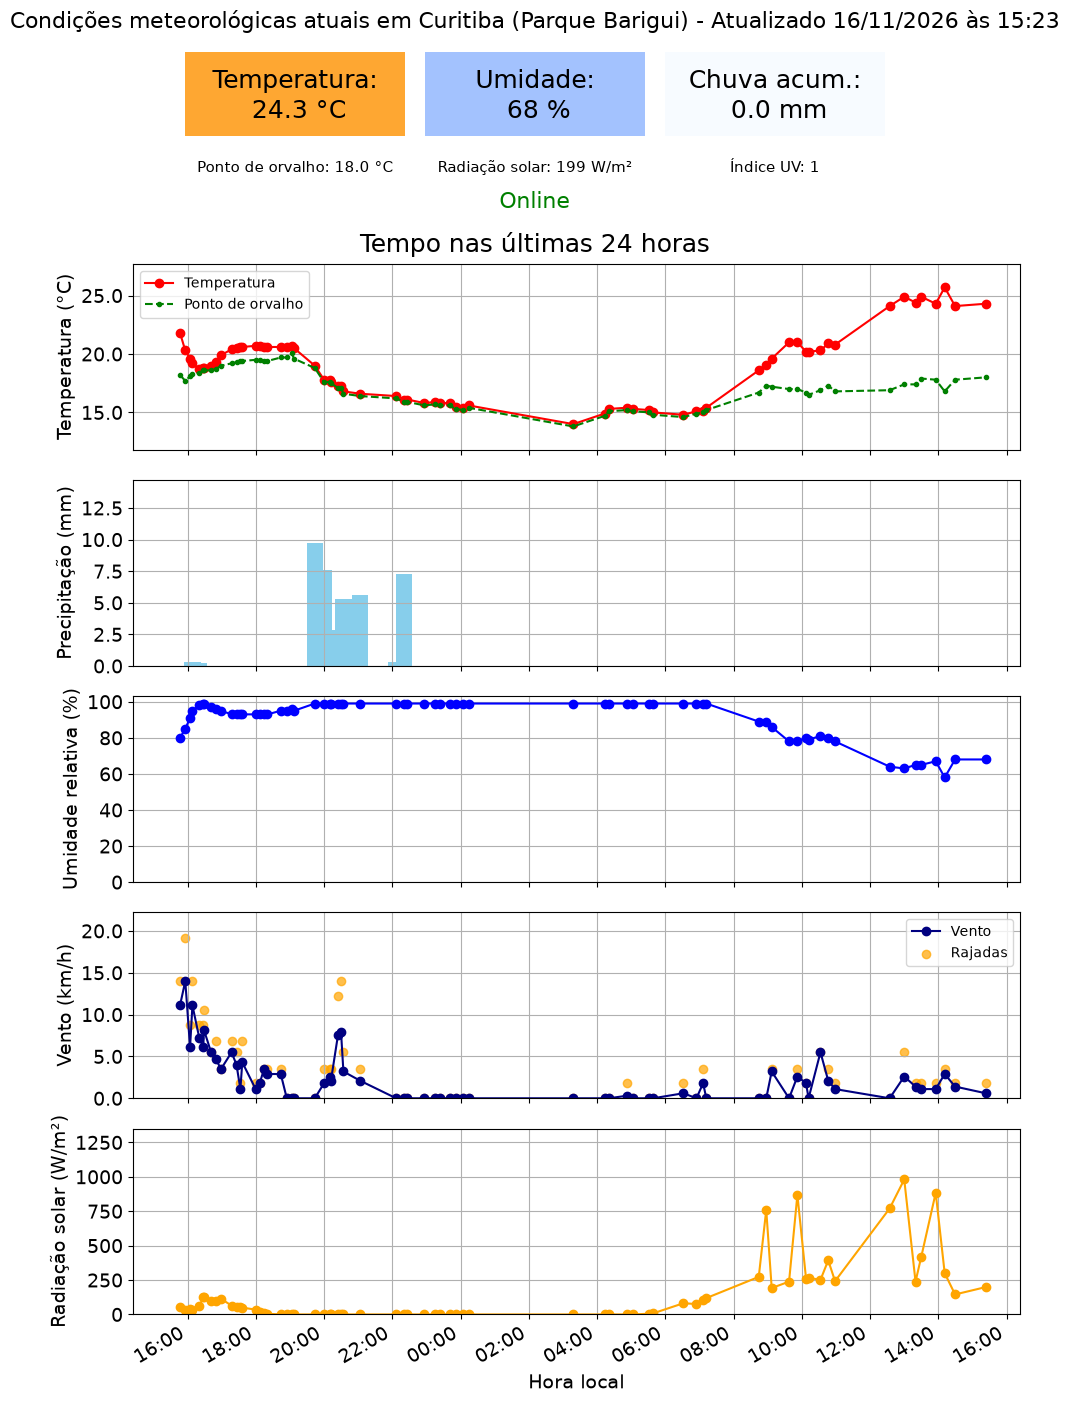 Condições meteorológicas atuais em Curitiba (Parque Barigui) - Atualizado 16/11/2026 às 15:23
Temperatura:
24.3 °C
Umidade:
68 %
Chuva acum.:
0.0 mm
Ponto de orvalho: 18.0 °C
Radiação solar: 199 W/m²
Índice UV: 1
Online
Tempo nas últimas 24 horas
Temperatura (°C)
25.0
20.0
15.0
Temperatura
Ponto de orvalho
Precipitação (mm)
12.5
10.0
7.5
5.0
2.5
0.0
Umidade relativa (%)
100
80
60
40
20
0
Vento (km/h)
20.0
15.0
10.0
5.0
0.0
Vento
Rajadas
Radiação solar (W/m²)
1250
1000
750
500
250
0
16:00
18:00
20:00
22:00
00:00
02:00
04:00
06:00
08:00
10:00
12:00
14:00
16:00
Hora local